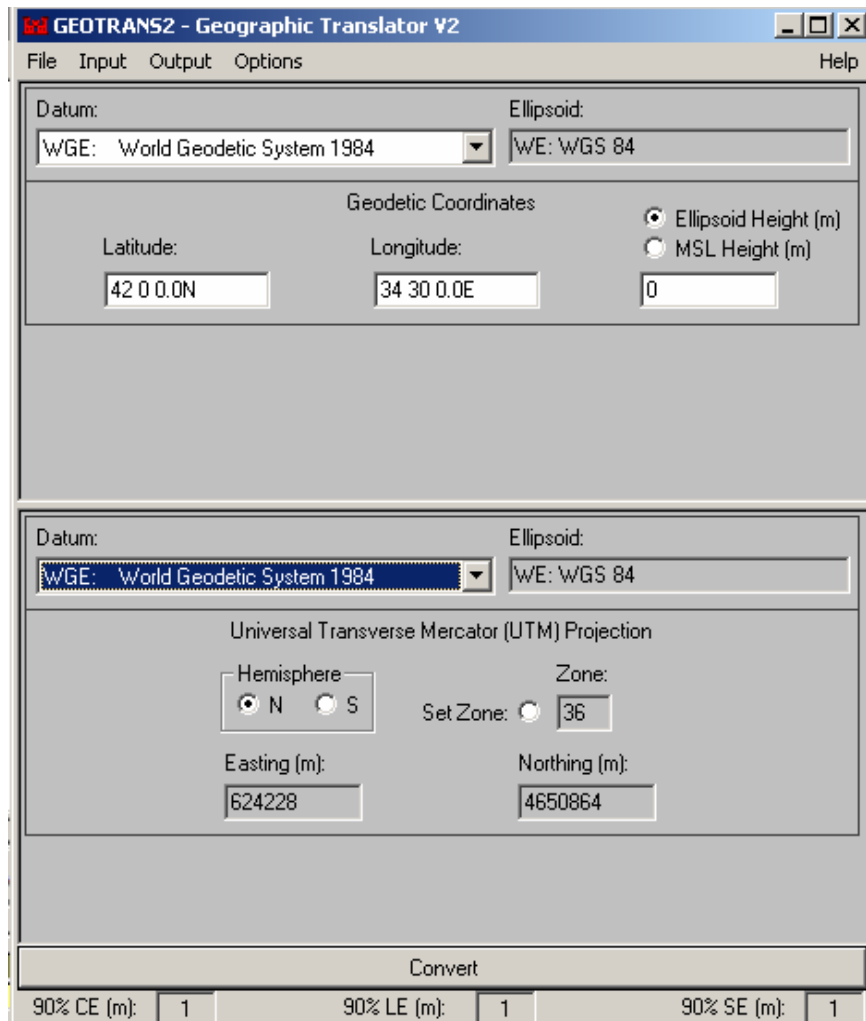 GEOTRANS2 - Geographic Translator V2
File Input Output Options Help
Datum: Ellipsoid:
WGE: World Geodetic System 1984 WE: WGS 84
Geodetic Coordinates
Ellipsoid Height (m)
Latitude: Longitude: MSL Height (m)
42 0 0.0N 34 30 0.0E 0
Datum: Ellipsoid:
WGE: World Geodetic System 1984 WE: WGS 84
Universal Transverse Mercator (UTM) Projection
Hemisphere Zone:
N S Set Zone: 36
Easting (m): Northing (m):
624228 4650864
Convert
90% CE (m): 1 90% LE (m): 1 90% SE (m): 1